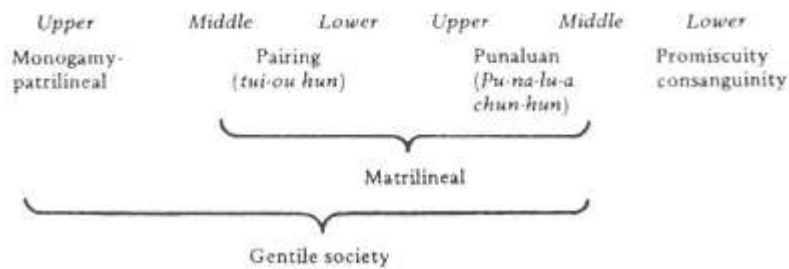 Upper Middle Lower Upper Middle Lower
Monogamy- Pairing Punaluan Promiscuity
patrilineal (tui-ou hun) (Pu-na-lu-a consanguinity
chun-hun)
Matrilineal
Gentile society